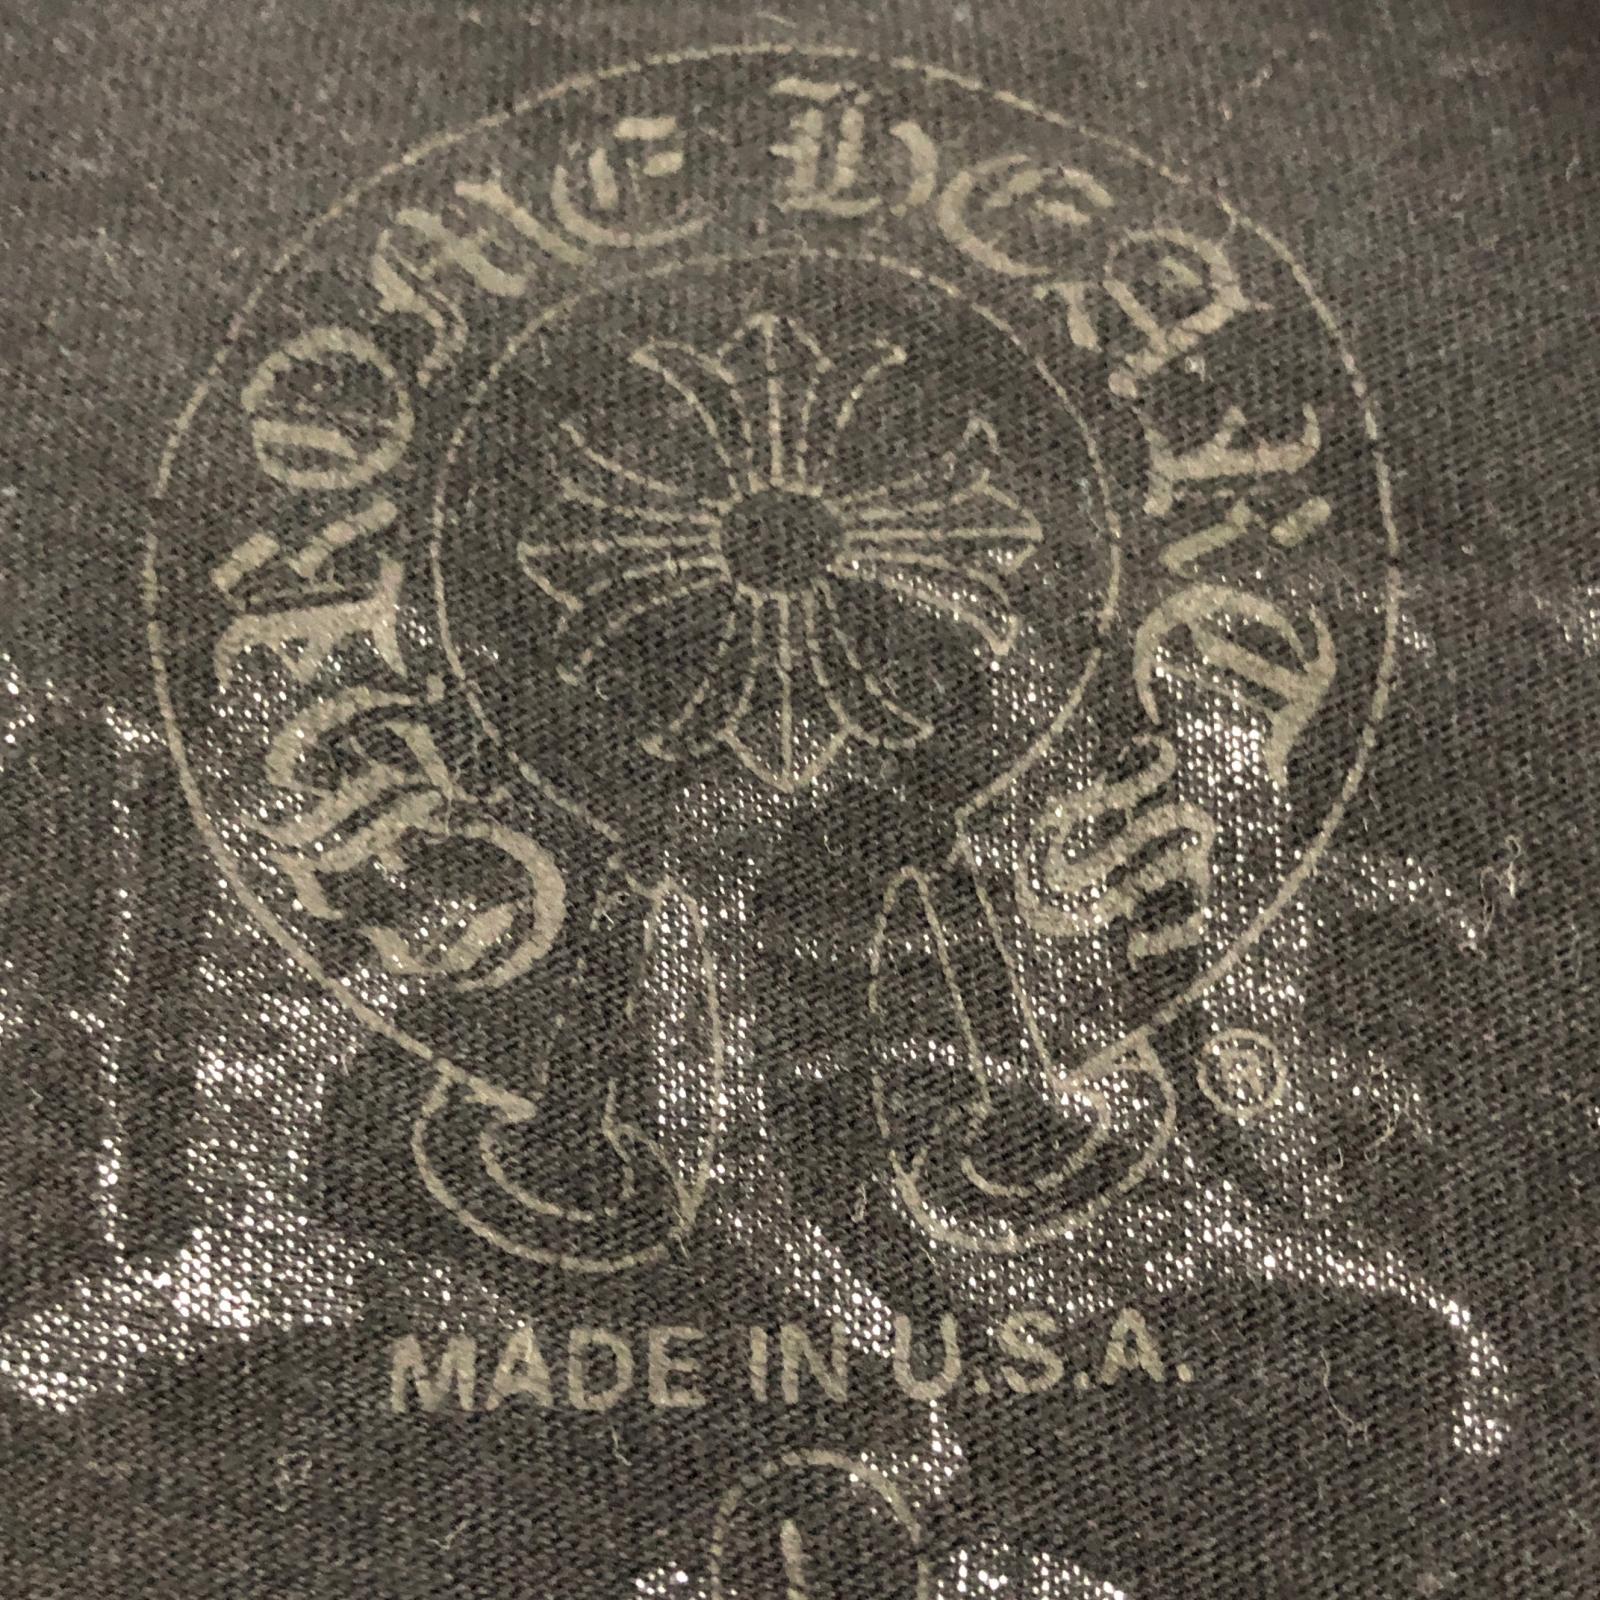 CHROME HEARTS
®
MADE IN U.S.A.
L